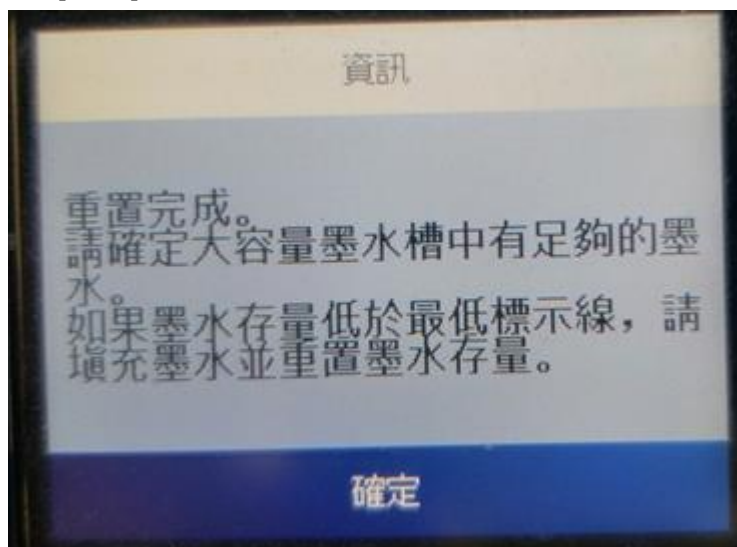 資訊
重置完成。
請確定大容量墨水槽中有足夠的墨
水。
如果墨水存量低於最低標示線，請
填充墨水並重置墨水存量。
確定